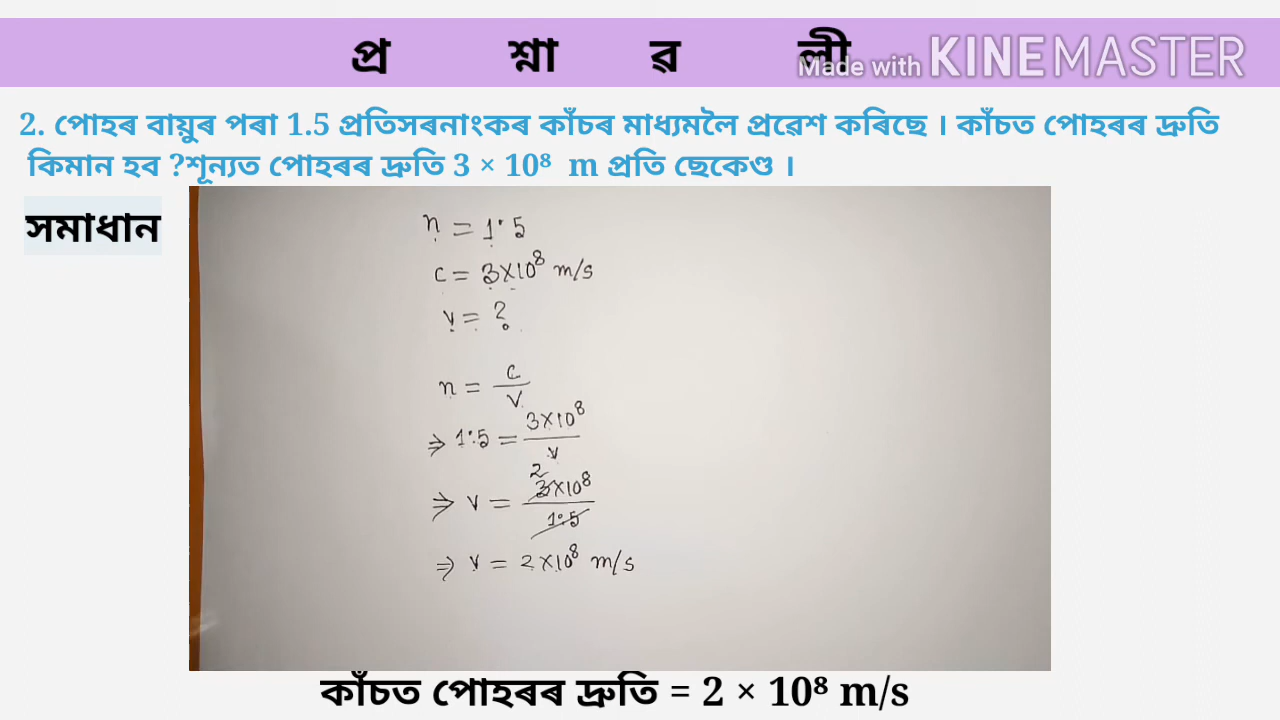 প্ৰ শ্না ৱ লী
Made with KINEMASTER
2. পোহৰ বায়ুৰ পৰা 1.5 প্ৰতিসৰনাংকৰ কাঁচৰ মাধ্যমলৈ প্ৰৱেশ কৰিছে । কাঁচত পোহৰৰ দ্ৰুতি
কিমান হব ?শূন্যত পোহৰৰ দ্ৰুতি 3 × 10⁸ m প্ৰতি ছেকেণ্ড ।
সমাধান
n = 1.5
c = 3×10⁸ m/s
v = ?
n = c/v
⇒ 1.5 = 3×10⁸/v
⇒ v = 3×10⁸/1.5 2
⇒ v = 2×10⁸ m/s
কাঁচত পোহৰৰ দ্ৰুতি = 2 × 10⁸ m/s